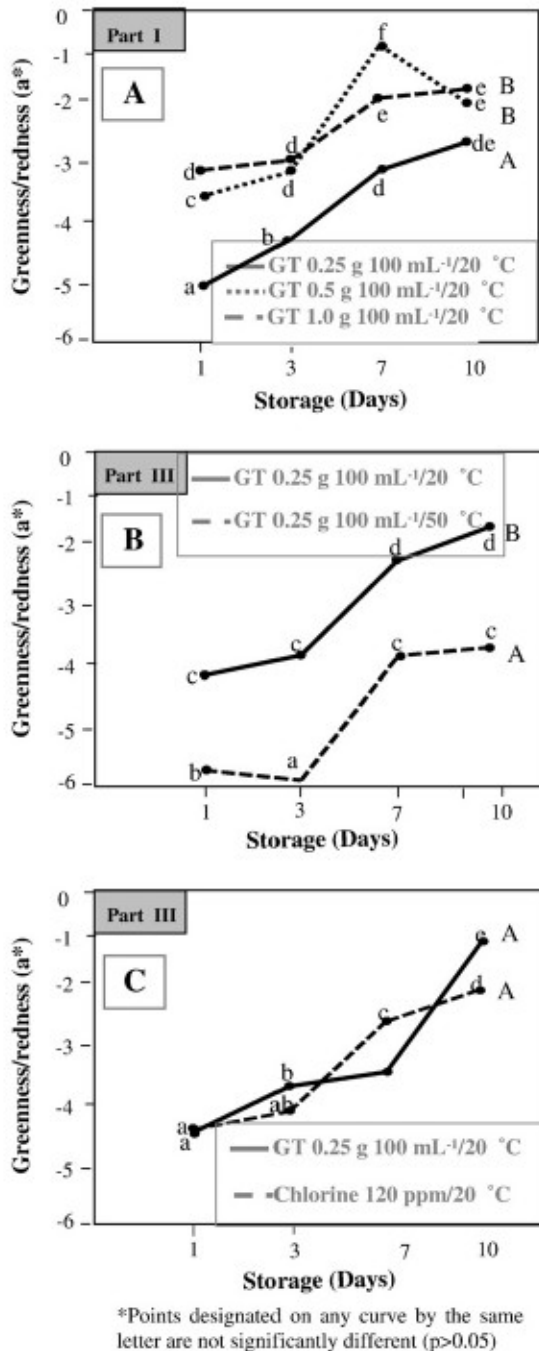 Part I
A
Greenness/redness (a*)
0
-1
-2
-3
-4
-5
-6
f
d
d
e
e
B
c
d
e
B
de
A
b
d
a
GT 0.25 g 100 mL⁻¹/20 °C
GT 0.5 g 100 mL⁻¹/20 °C
GT 1.0 g 100 mL⁻¹/20 °C
1 3 7 10
Storage (Days)
Part III
B
Greenness/redness (a*)
0
-1
-2
-3
-4
-5
-6
GT 0.25 g 100 mL⁻¹/20 °C
GT 0.25 g 100 mL⁻¹/50 °C
d
d
B
c
c
c
c
A
b
a
1 3 7 10
Storage (Days)
Part III
C
Greenness/redness (a*)
0
-1
-2
-3
-4
-5
-6
e
A
d
A
c
b
ab
a
a
GT 0.25 g 100 mL⁻¹/20 °C
Chlorine 120 ppm/20 °C
1 3 7 10
Storage (Days)
*Points designated on any curve by the same
letter are not significantly different (p>0.05)